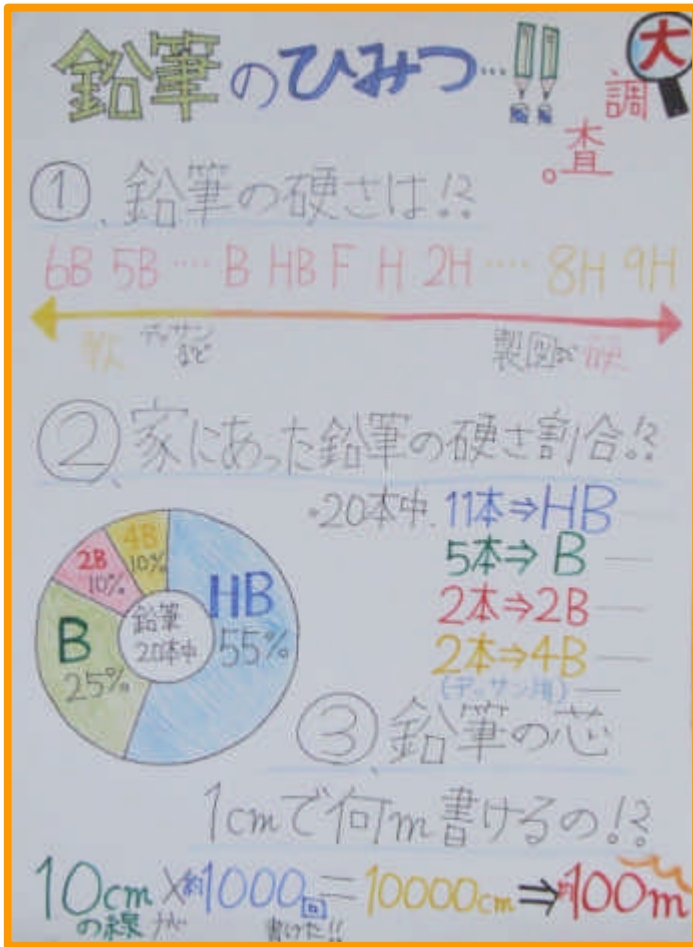 鉛筆のひみつ…!!
大調査。
①、鉛筆の硬さは!?
6B 5B …. B HB F H 2H …. 8H 9H
軟 デッサンなど 製図など 硬
②、家にあった鉛筆の硬さ割合!?
•20本中、11本⇒HB
5本⇒B
2本⇒2B
2本⇒4B
(デッサン用)
4B 10%
2B 10%
HB 55%
B 25%
鉛筆
20本中
③、鉛筆の芯
1cmで何m書けるの!?
10cm×約1000回=10000cm⇒約100m
の線 が 書けた!!